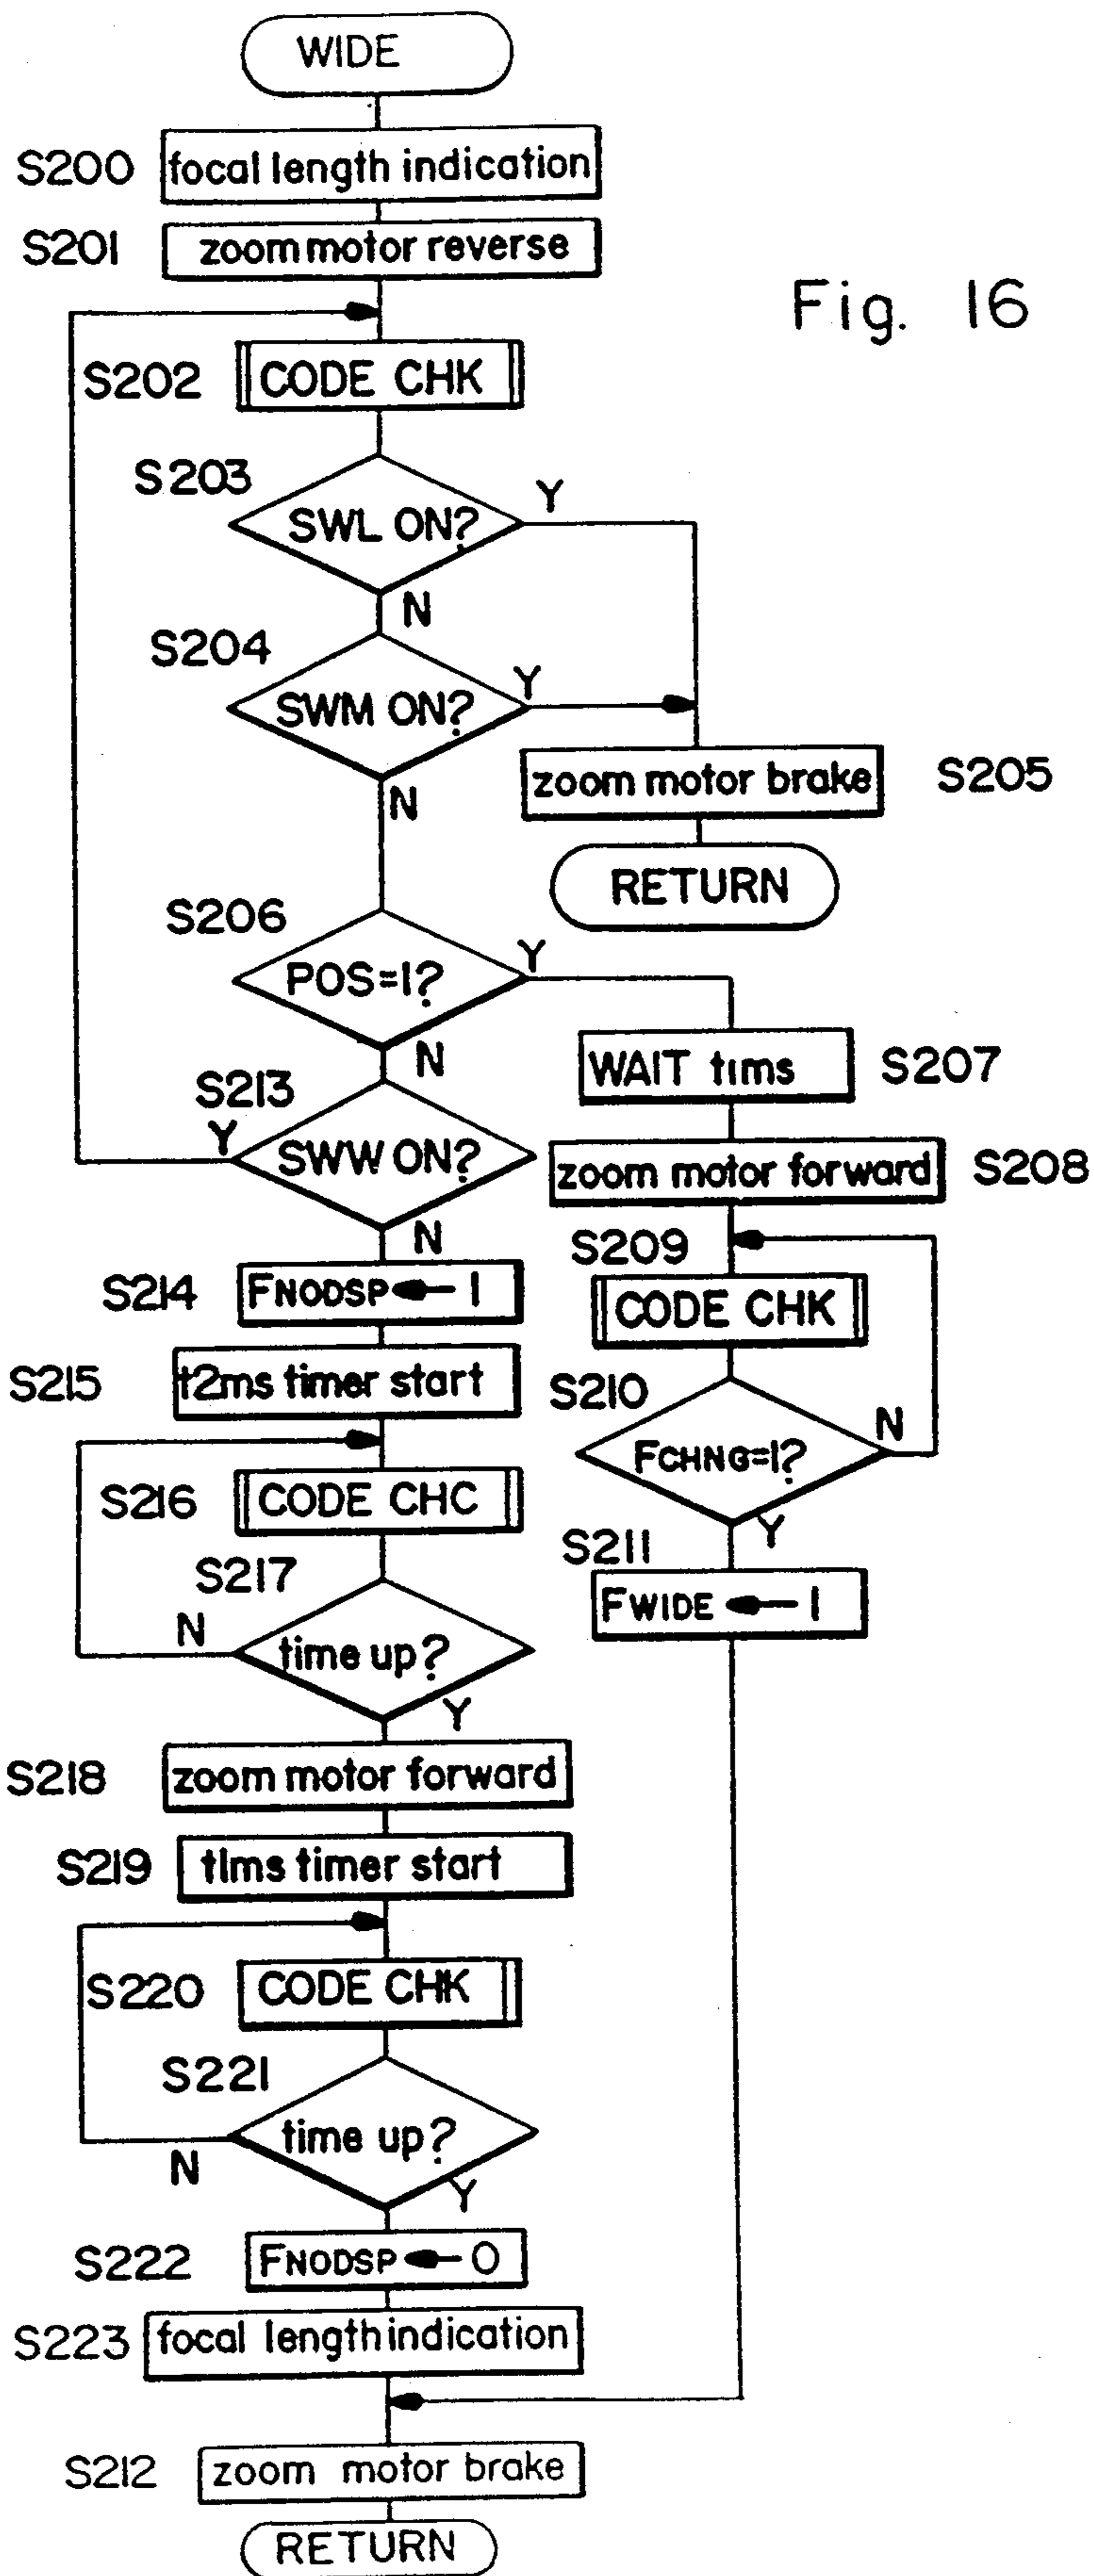 WIDE
S200 focal length indication
S201 zoom motor reverse
Fig. 16
S202 CODE CHK
S203 SWL ON? Y
N
S204 SWM ON? Y
N
zoom motor brake S205
RETURN
S206 POS=1? Y
N
WAIT t1ms S207
S213 Y SWW ON?
N
zoom motor forward S208
S209 CODE CHK
S214 FNODSP ← 1
S215 t2ms timer start
S210 FCHNG=1? N
Y
S216 CODE CHC
S211 FWIDE ← 1
S217 N time up?
Y
S218 zoom motor forward
S219 t1ms timer start
S220 CODE CHK
S221 time up?
N Y
S222 FNODSP ← 0
S223 focal length indication
S212 zoom motor brake
RETURN